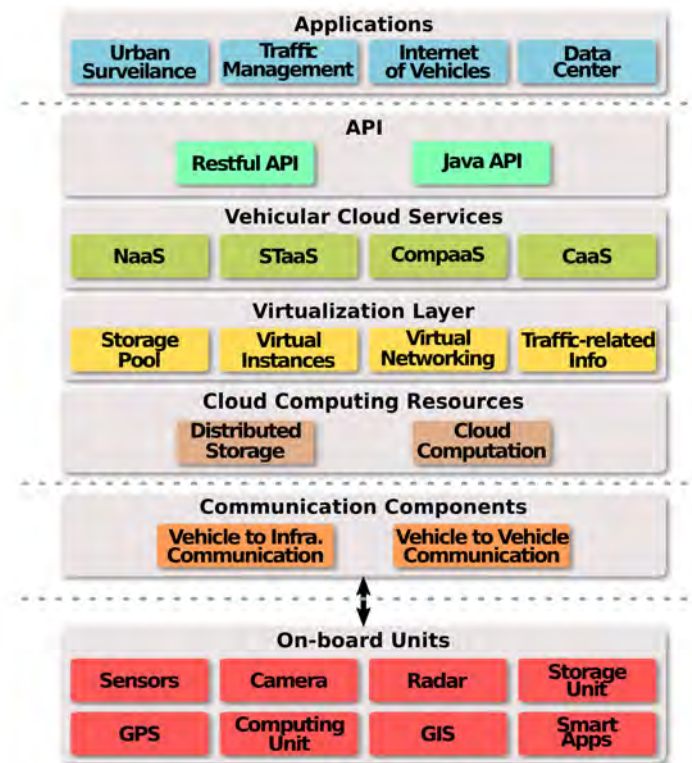 Applications
Urban
Surveilance
Traffic
Management
Internet
of Vehicles
Data
Center
API
Restful API
Java API
Vehicular Cloud Services
NaaS
STaaS
CompaaS
CaaS
Virtualization Layer
Storage
Pool
Virtual
Instances
Virtual
Networking
Traffic-related
Info
Cloud Computing Resources
Distributed
Storage
Cloud
Computation
Communication Components
Vehicle to Infra.
Communication
Vehicle to Vehicle
Communication
On-board Units
Sensors
Camera
Radar
Storage
Unit
GPS
Computing
Unit
GIS
Smart
Apps